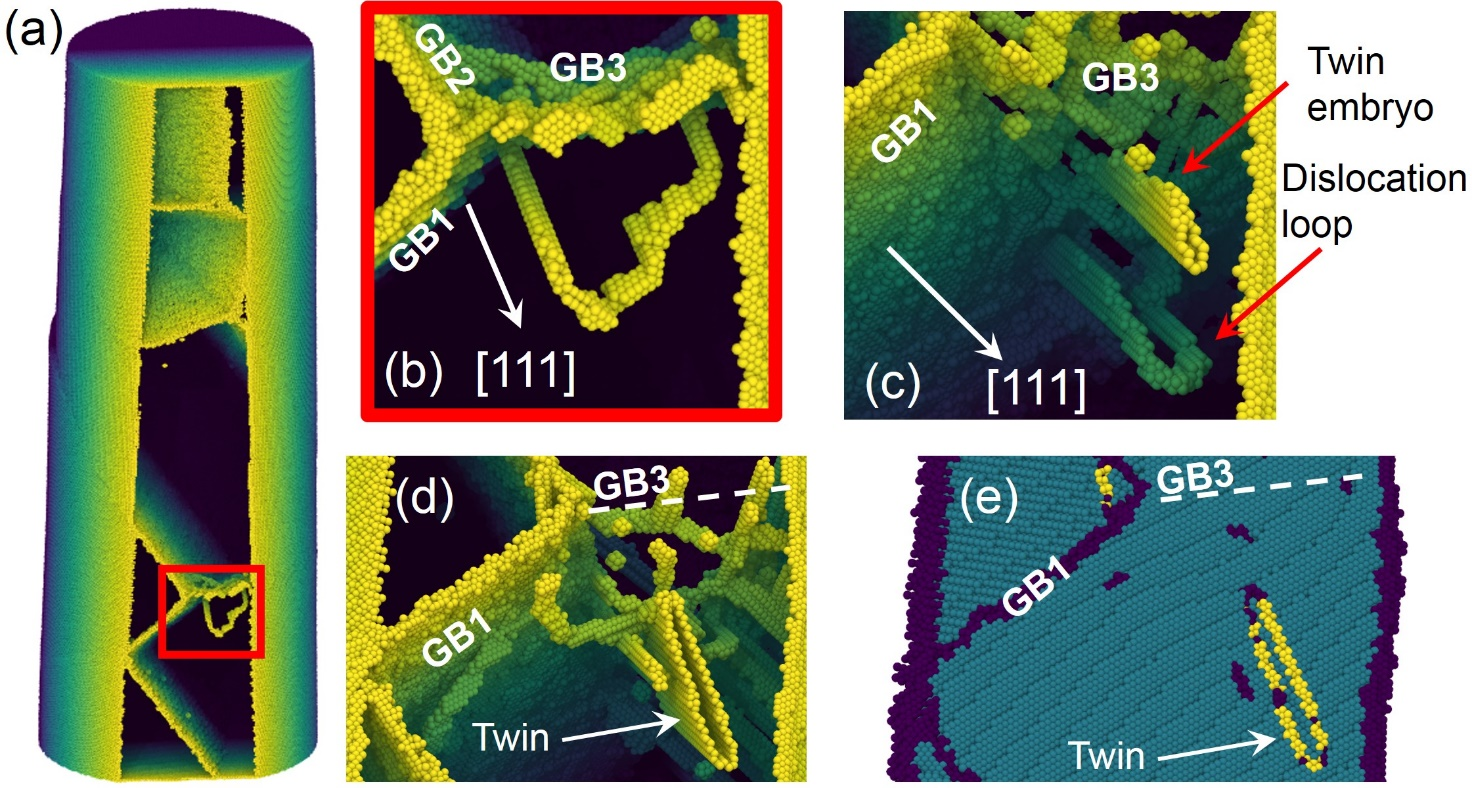 (a)
GB2
GB3
GB1
(b) [111]
GB3
GB1
Twin
embryo
Dislocation
loop
(c)
[111]
(d)
GB3
GB1
Twin
(e)
GB3
GB1
Twin